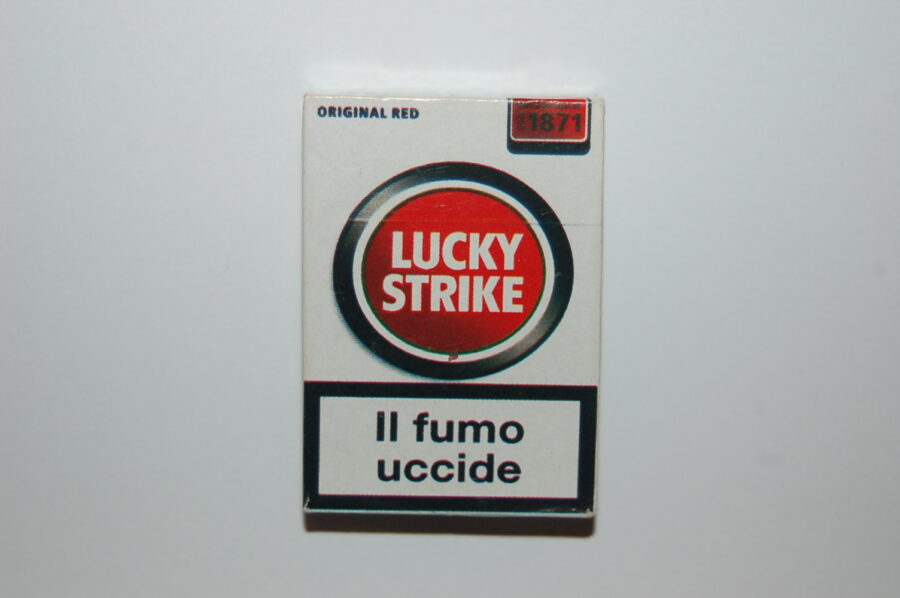 ORIGINAL RED
1871
LUCKY
STRIKE
Il fumo
uccide